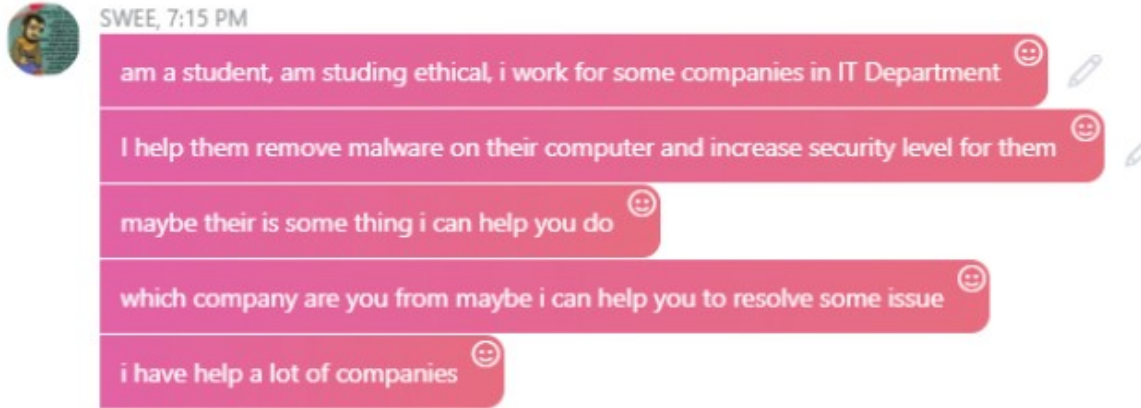 SWEE, 7:15 PM
am a student, am studing ethical, i work for some companies in IT Department
I help them remove malware on their computer and increase security level for them
maybe their is some thing i can help you do
which company are you from maybe i can help you to resolve some issue
i have help a lot of companies